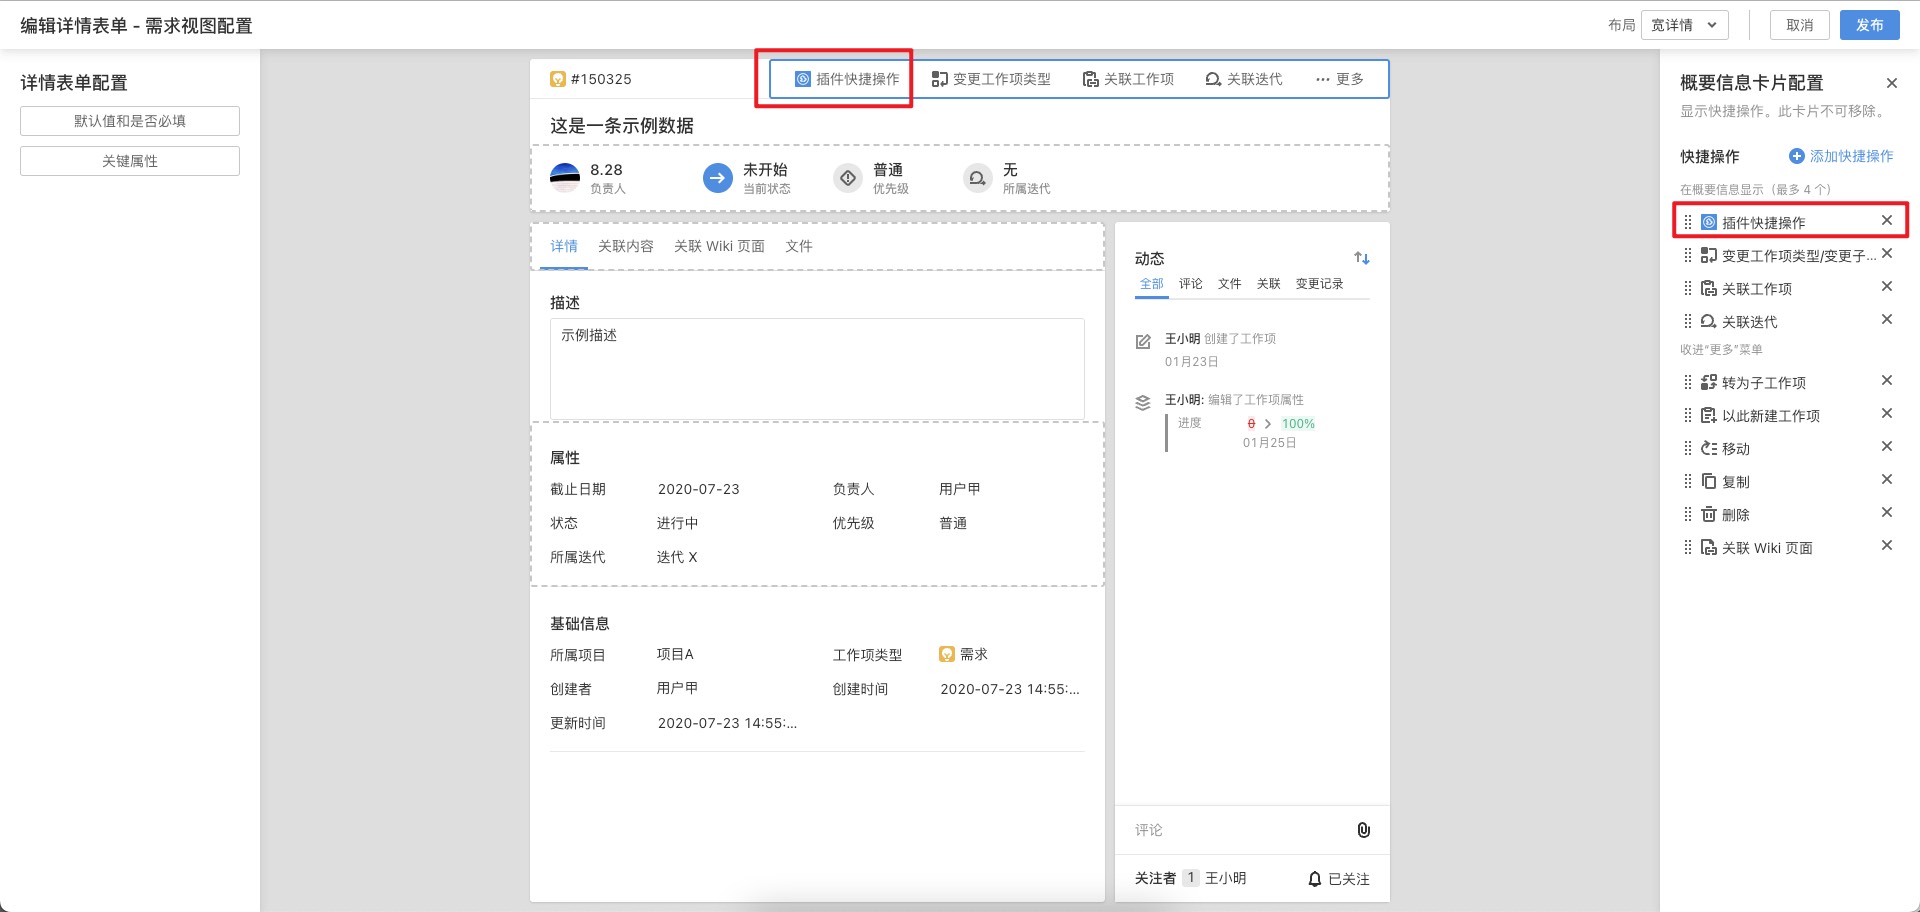 编辑详情表单 - 需求视图配置
布局
宽详情
取消
发布
详情表单配置
默认值和是否必填
关键属性
#150325
插件快捷操作
变更工作项类型
关联工作项
关联迭代
··· 更多
这是一条示例数据
8.28
负责人
未开始
当前状态
普通
优先级
无
所属迭代
详情
关联内容
关联 Wiki 页面
文件
描述
示例描述
属性
截止日期
2020-07-23
负责人
用户甲
状态
进行中
优先级
普通
所属迭代
迭代 X
基础信息
所属项目
项目A
工作项类型
需求
创建者
用户甲
创建时间
2020-07-23 14:55:...
更新时间
2020-07-23 14:55:...
动态
全部
评论
文件
关联
变更记录
王小明 创建了工作项
01月23日
王小明: 编辑了工作项属性
进度
0
100%
01月25日
评论
关注者 1 王小明
已关注
概要信息卡片配置
显示快捷操作。此卡片不可移除。
快捷操作
添加快捷操作
在概要信息显示（最多 4 个）
插件快捷操作
变更工作项类型/变更子...
关联工作项
关联迭代
收进“更多”菜单
转为子工作项
以此新建工作项
移动
复制
删除
关联 Wiki 页面